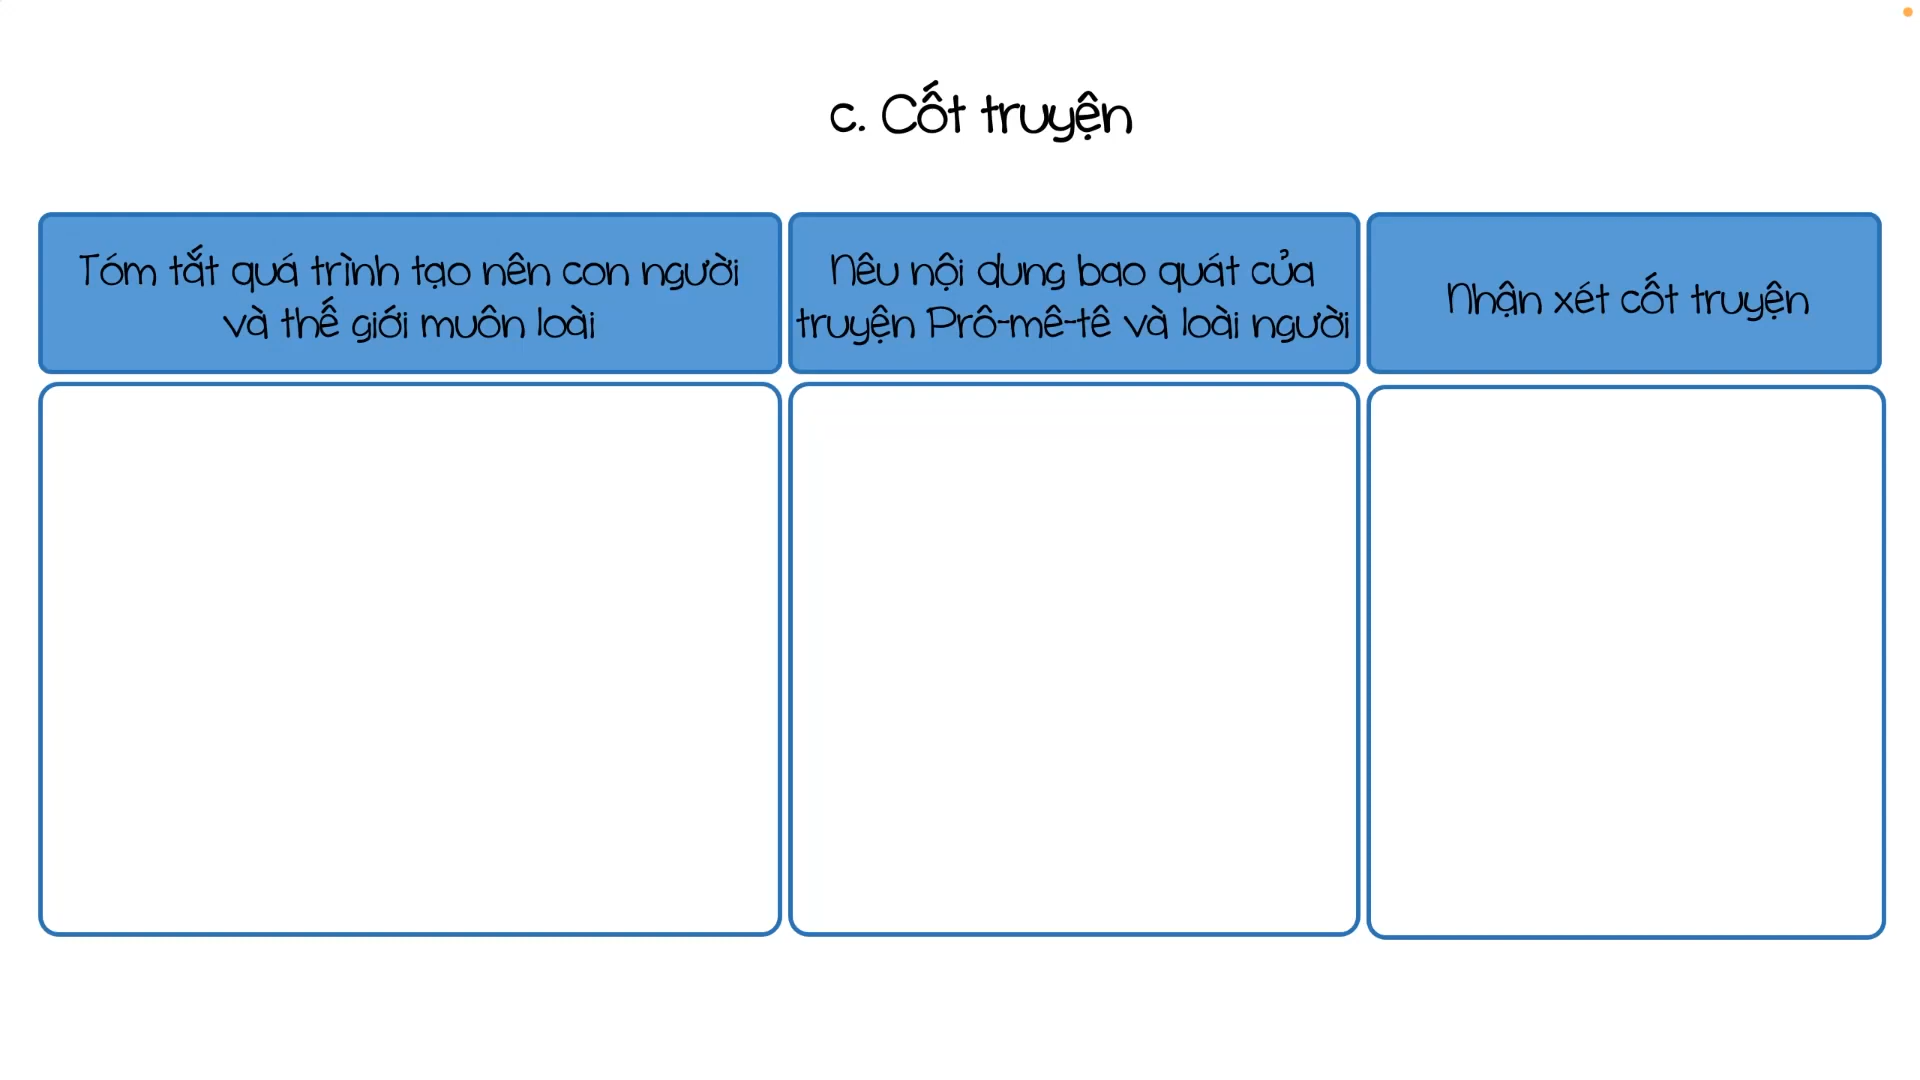 c. Cốt truyện
Tóm tắt quá trình tạo nên con người
và thế giới muôn loài
Nêu nội dung bao quát của
truyện Prô-mê-tê và loài người
Nhận xét cốt truyện